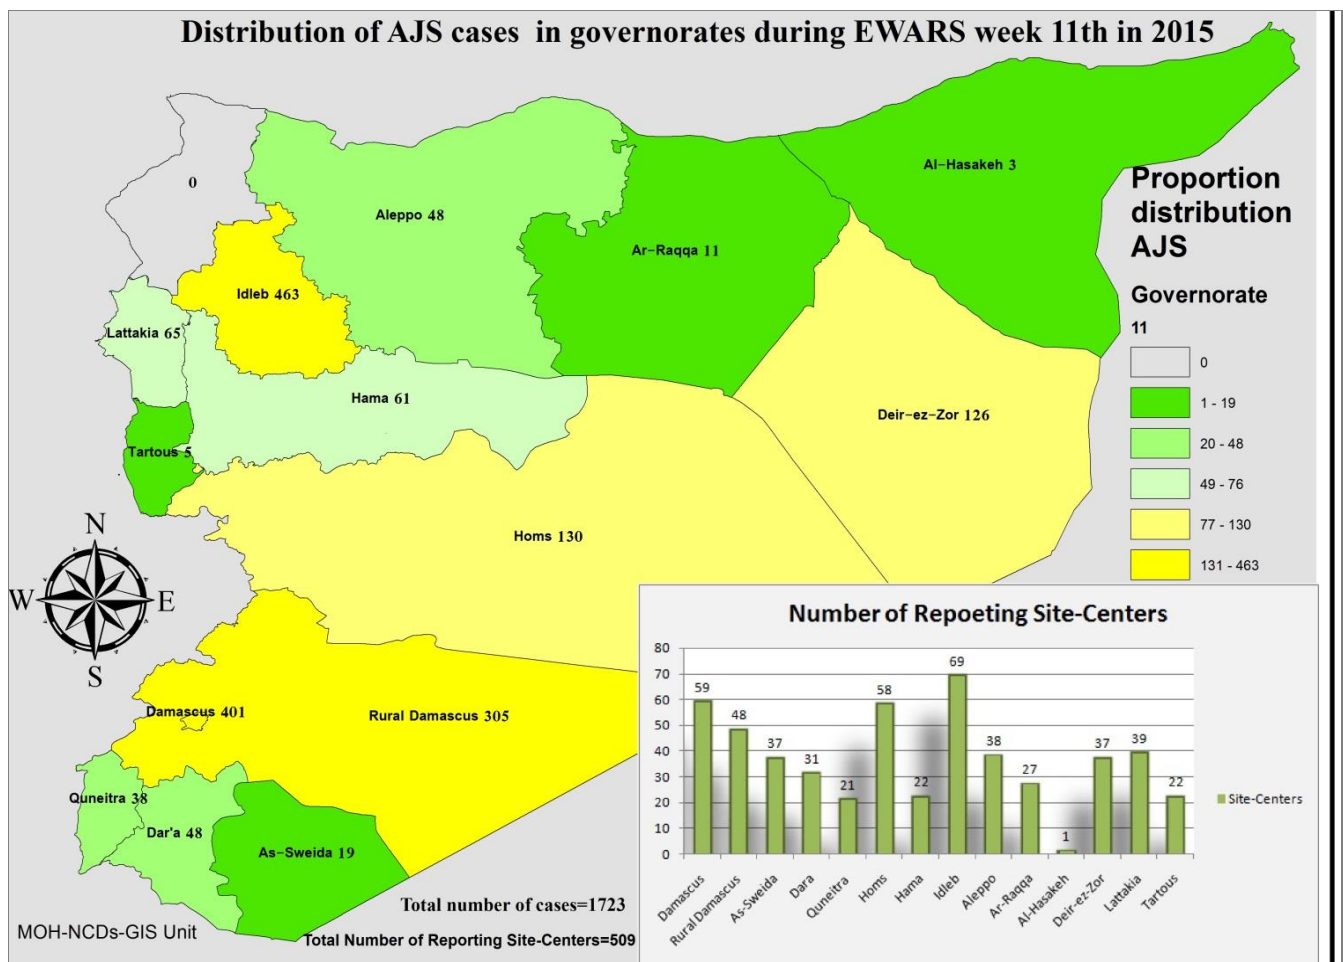 Distribution of AJS cases in governorates during EWARS week 11th in 2015
0
Al-Hasakeh 3
Aleppo 48
Ar-Raqqa 11
Idleb 463
Lattakia 65
Hama 61
Deir-ez-Zor 126
Tartous 5
Homs 130
Damascus 401
Rural Damascus 305
Quneitra 38
Dar'a 48
As-Sweida 19
N
W
E
S
Proportion
distribution
AJS
Governorate
11
0
1 - 19
20 - 48
49 - 76
77 - 130
131 - 463
Total number of cases=1723
Total Number of Reporting Site-Centers=509
MOH-NCDs-GIS Unit
Number of Repoeting Site-Centers
80
70
60
50
40
30
20
10
0
59
48
37
31
21
58
22
69
38
27
1
37
39
22
Damascus
Rural Damascus
As-Sweida
Dara
Quneitra
Homs
Hama
Idleb
Aleppo
Ar-Raqqa
Al-Hasakeh
Deir-ez-Zor
Lattakia
Tartous
Site-Centers